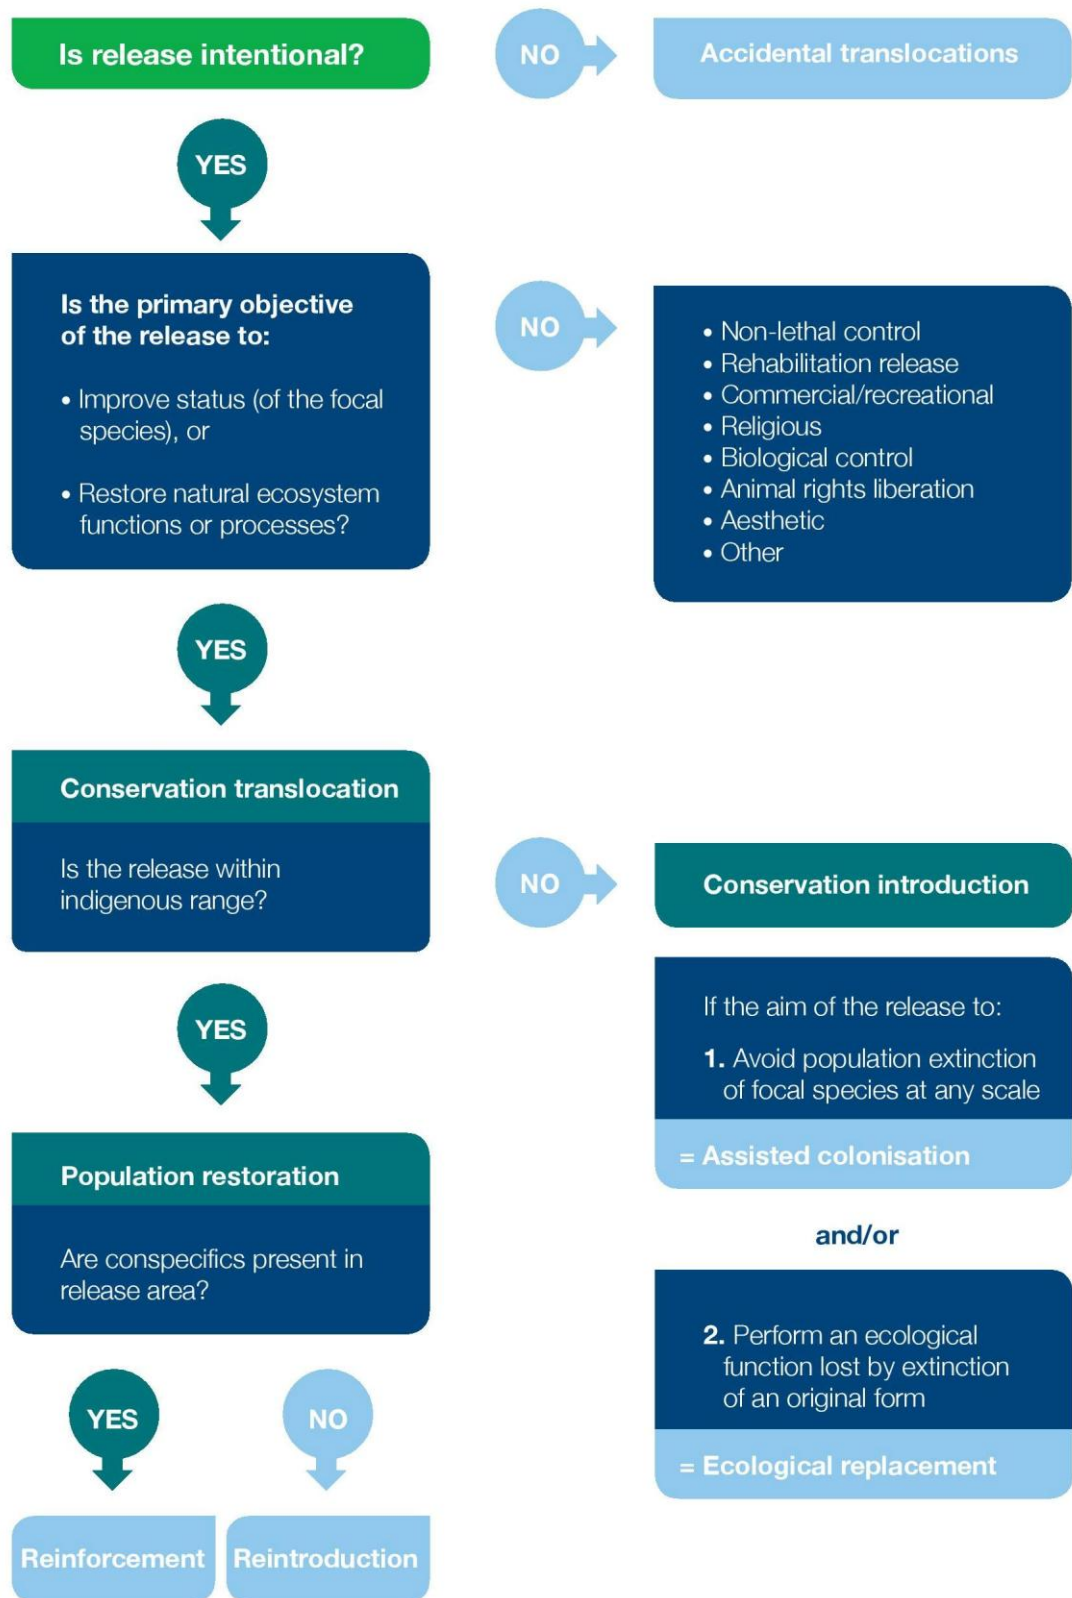 Is release intentional?
NO
Accidental translocations
YES
Is the primary objective
of the release to:
• Improve status (of the focal
species), or
• Restore natural ecosystem
functions or processes?
NO
• Non-lethal control
• Rehabilitation release
• Commercial/recreational
• Religious
• Biological control
• Animal rights liberation
• Aesthetic
• Other
YES
Conservation translocation
Is the release within
indigenous range?
NO
Conservation introduction
If the aim of the release to:
1. Avoid population extinction
of focal species at any scale
= Assisted colonisation
and/or
2. Perform an ecological
function lost by extinction
of an original form
= Ecological replacement
YES
Population restoration
Are conspecifics present in
release area?
YES
NO
Reinforcement
Reintroduction